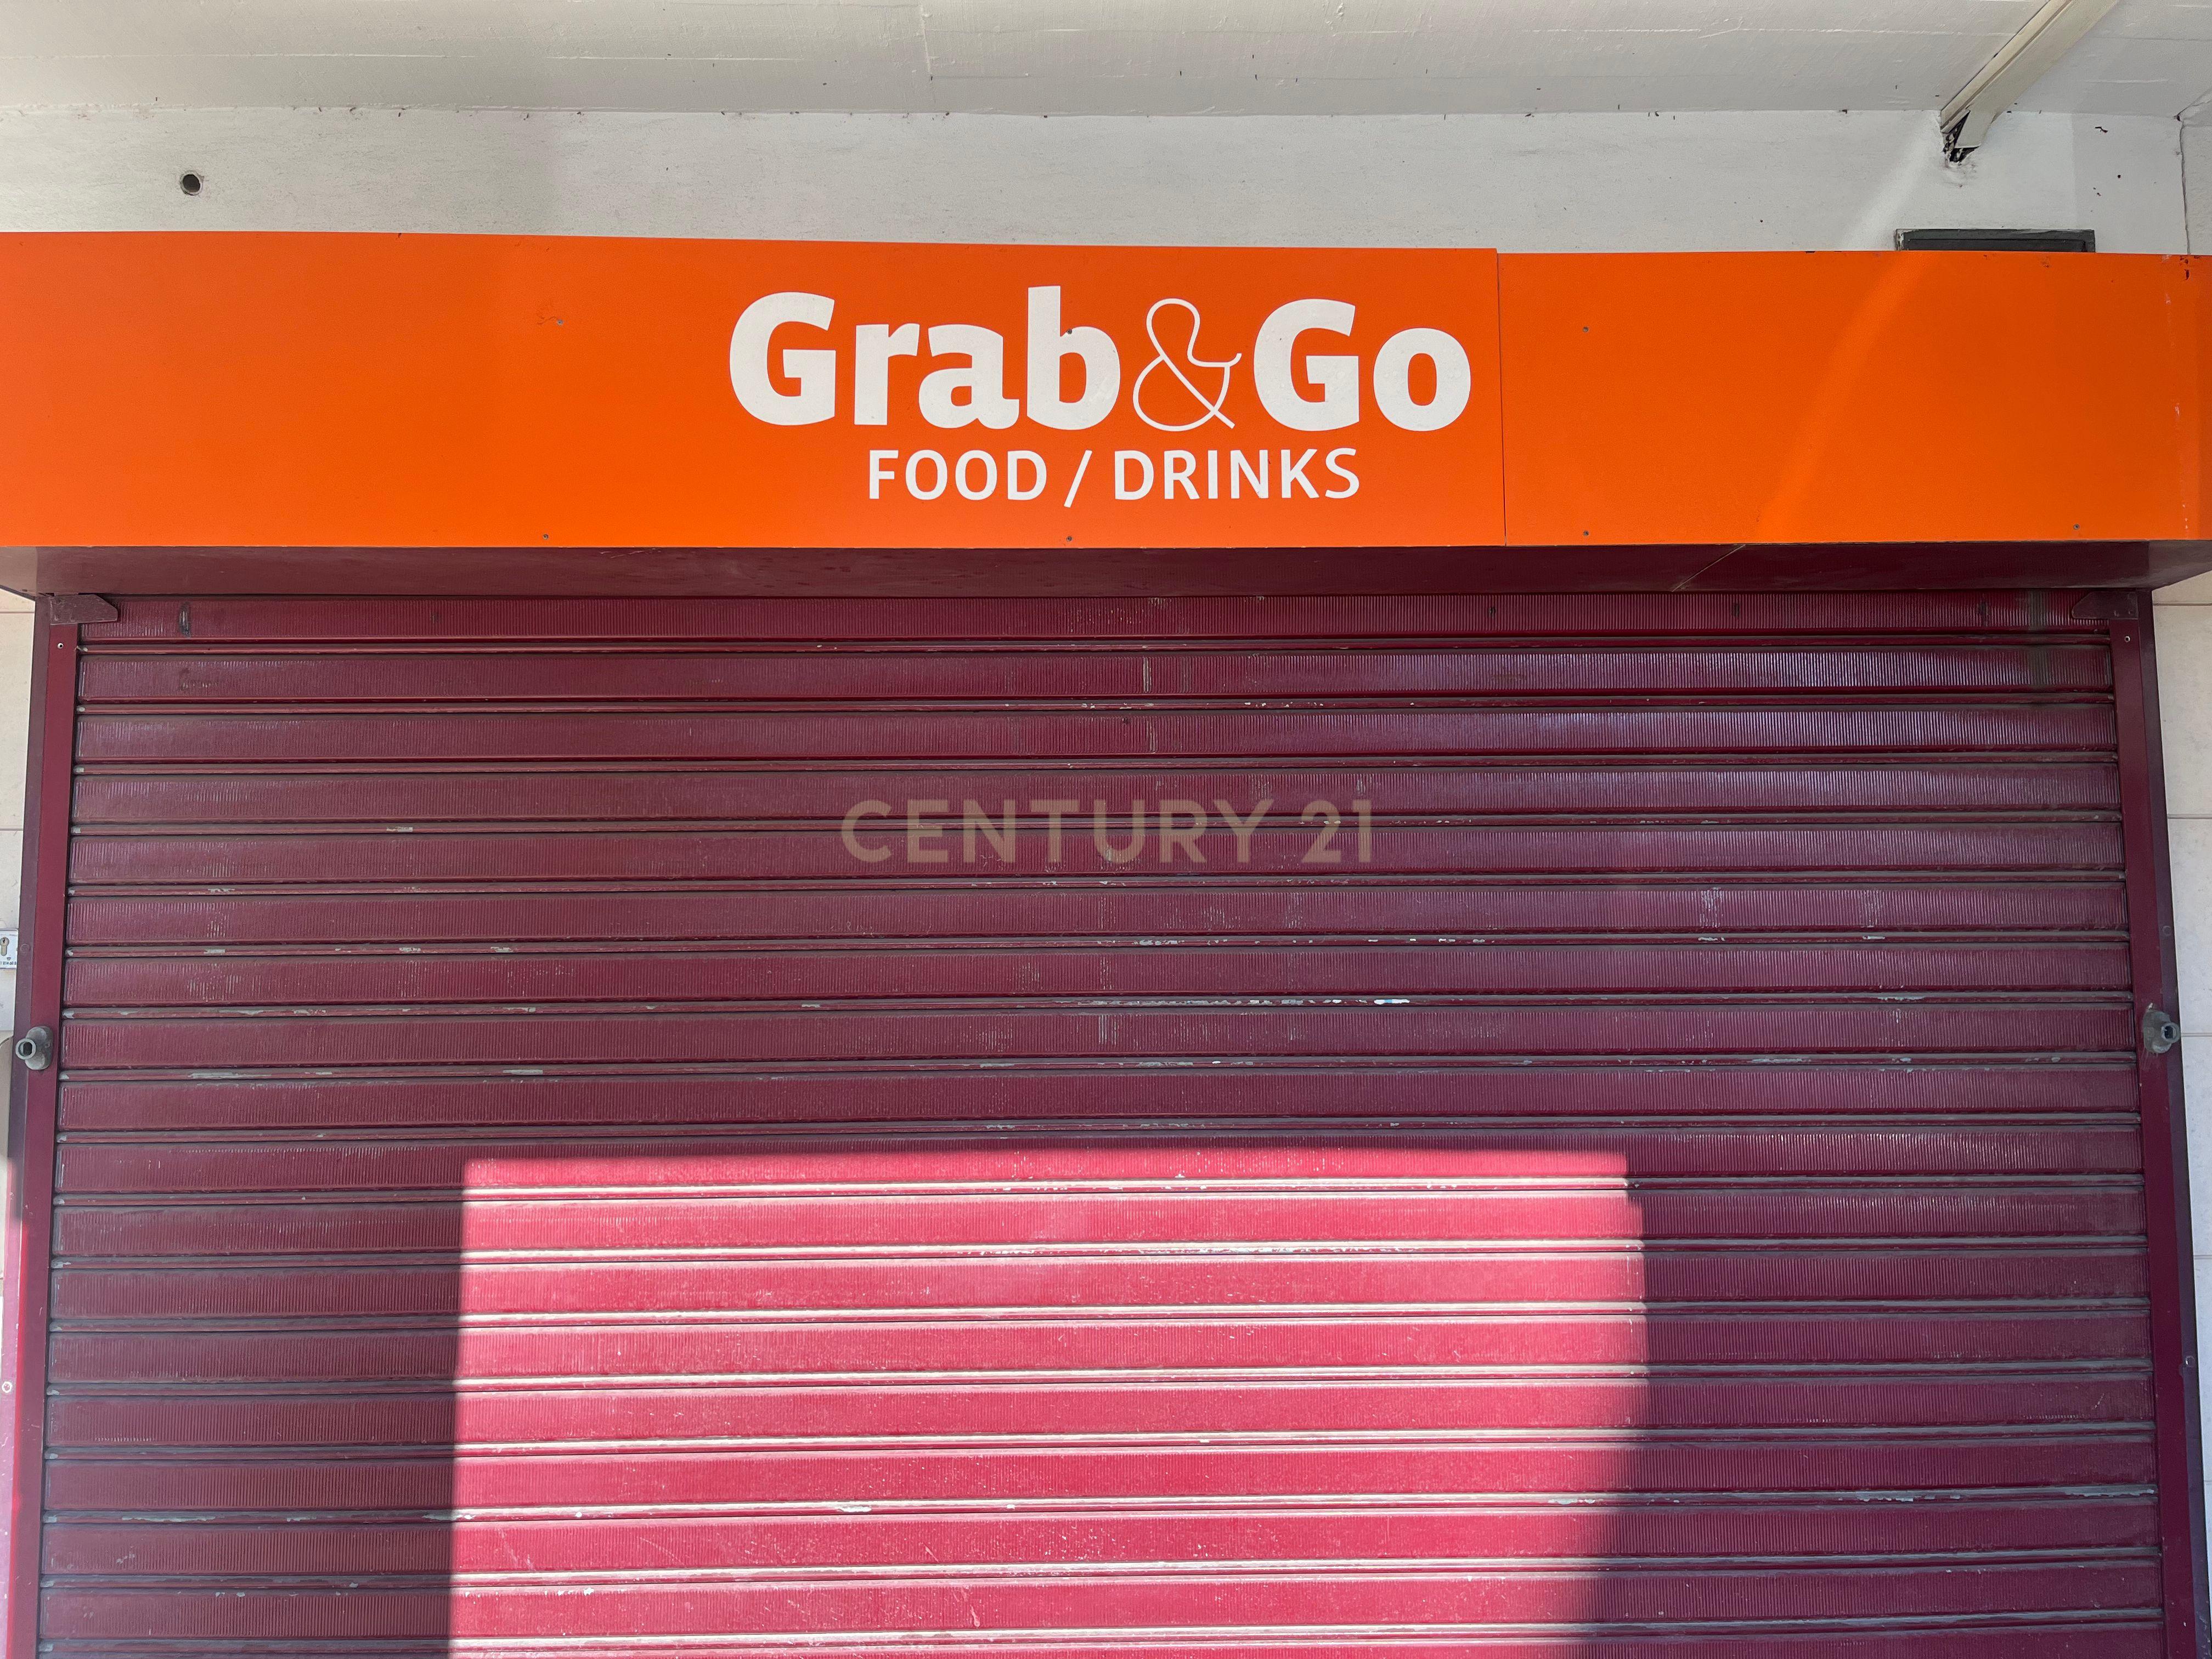 Grab&Go
FOOD / DRINKS
CENTURY 21